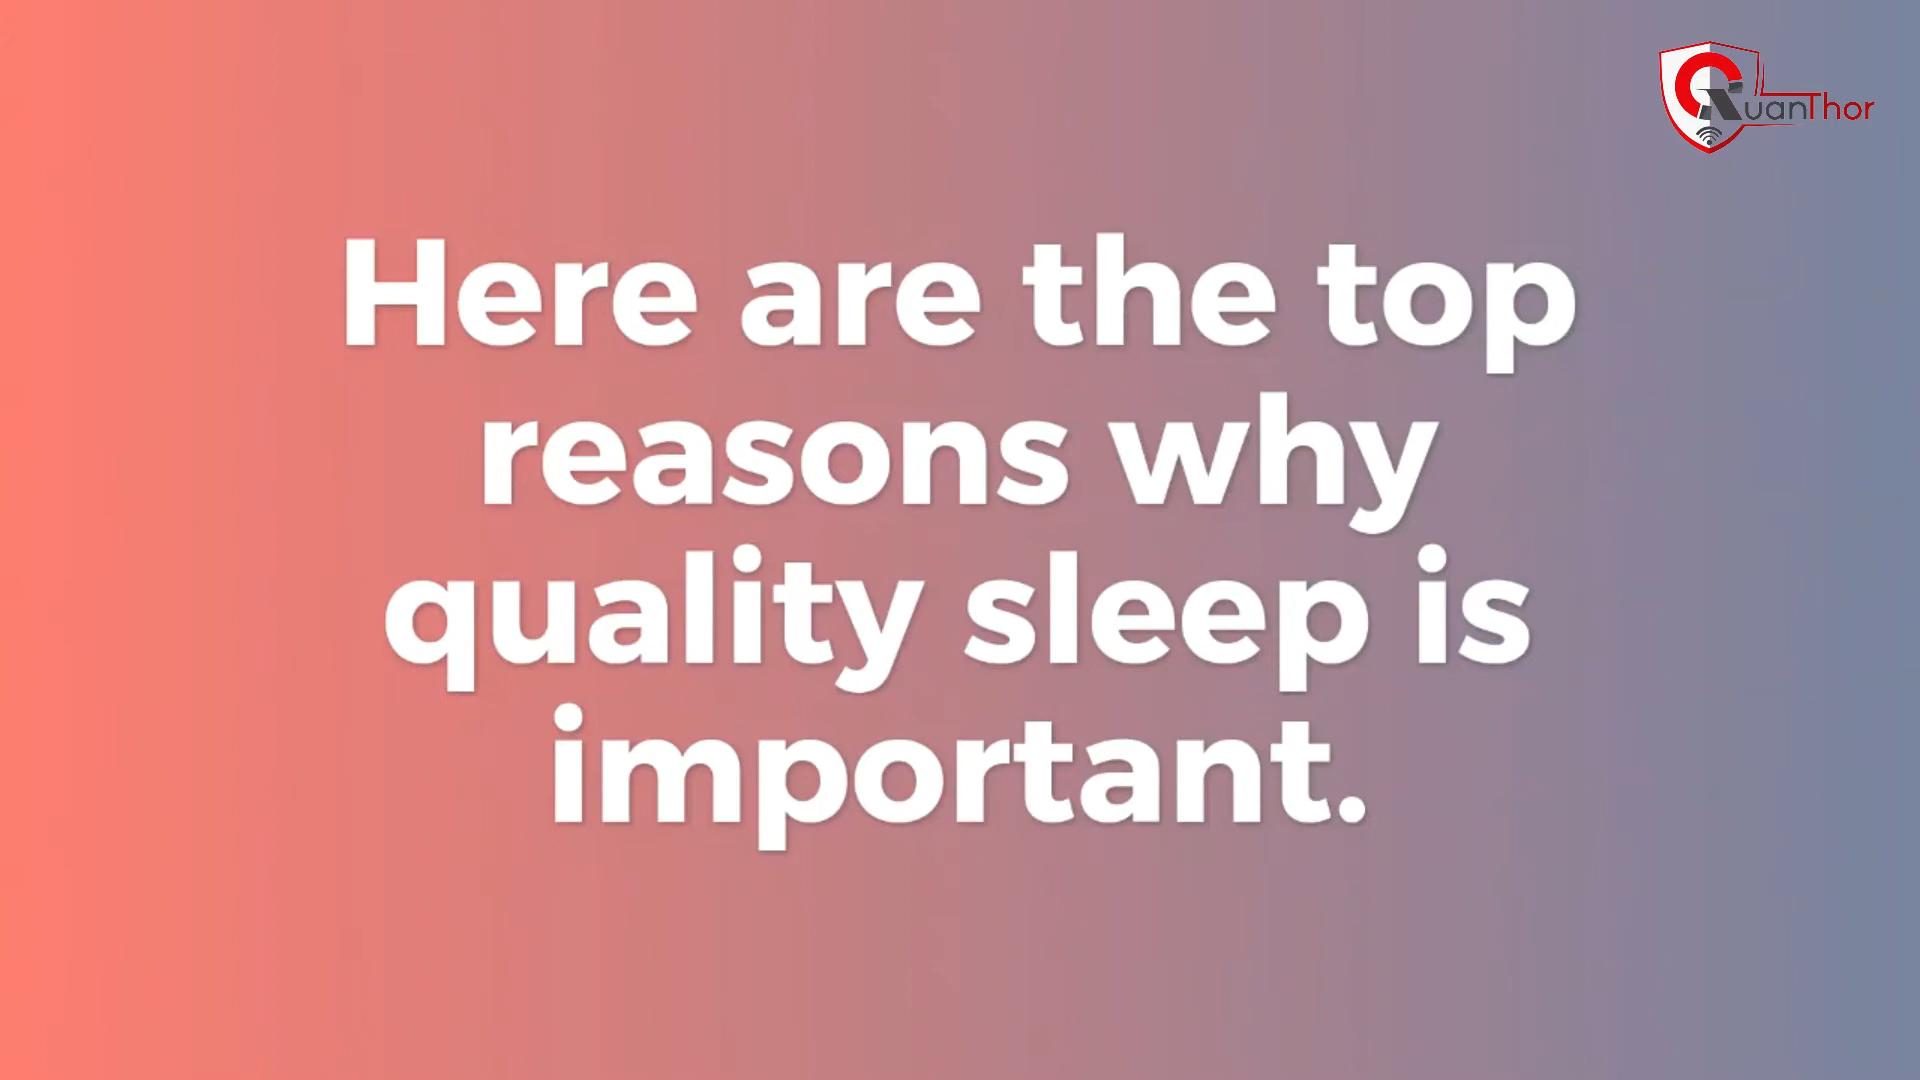 QuanThor
Here are the top
reasons why
quality sleep is
important.